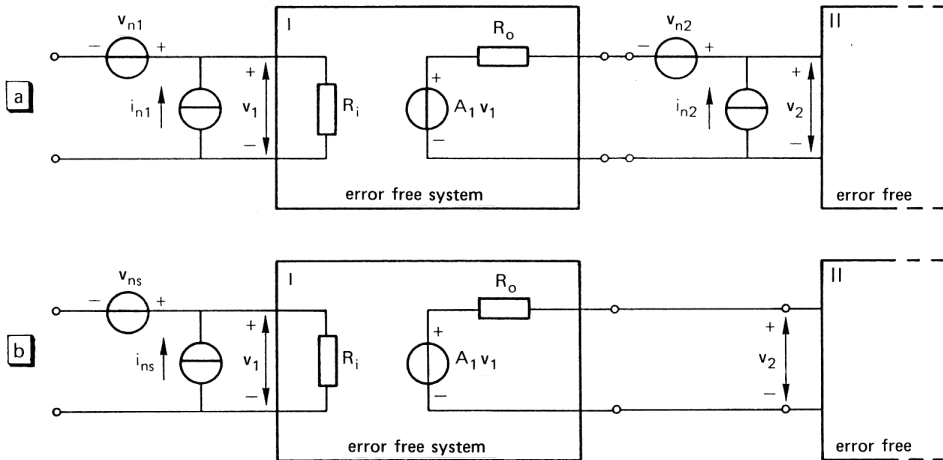 v_n1 I R_o v_n2 II
− + − +
a i_n1 + v_1 − R_i + A_1 v_1 − i_n2 + v_2 −
error free system error free
v_ns I R_o II
− +
b i_ns + v_1 − R_i + A_1 v_1 − + v_2 −
error free system error free